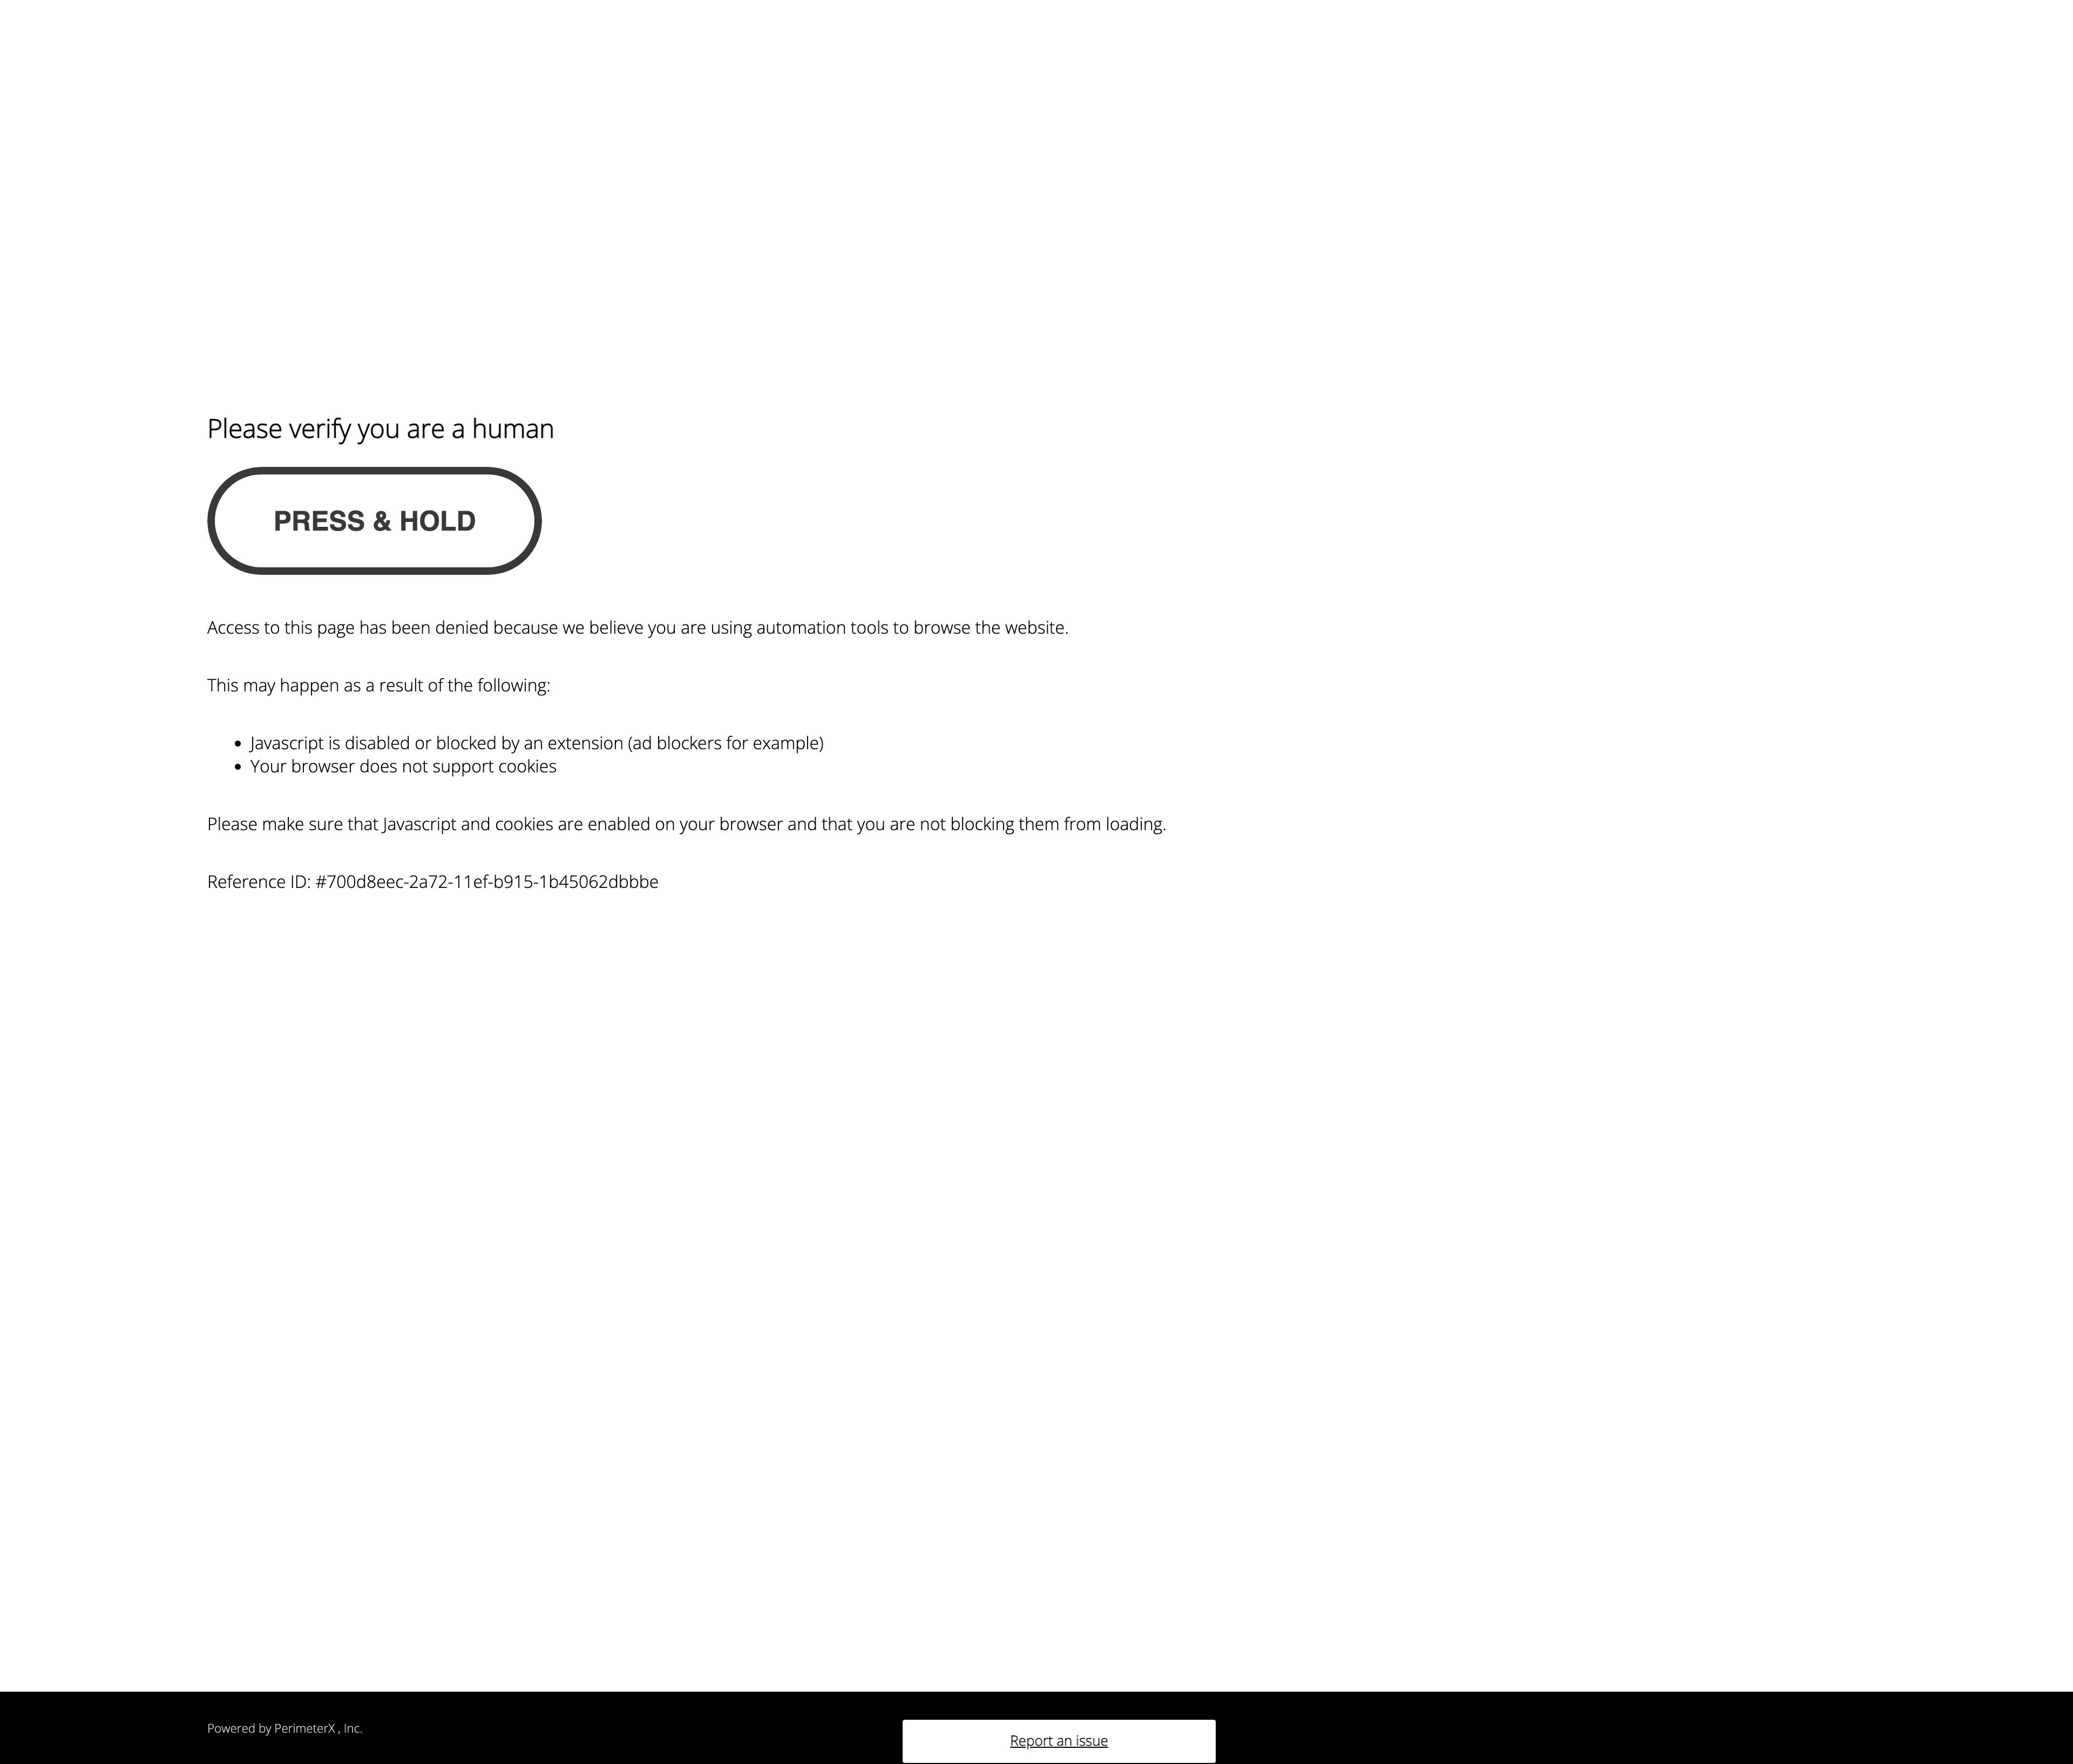 Please verify you are a human
PRESS & HOLD
Access to this page has been denied because we believe you are using automation tools to browse the website.
This may happen as a result of the following:
Javascript is disabled or blocked by an extension (ad blockers for example)
Your browser does not support cookies
Please make sure that Javascript and cookies are enabled on your browser and that you are not blocking them from loading.
Reference ID: #700d8eec-2a72-11ef-b915-1b45062dbbbe
Powered by PerimeterX , Inc.
Report an issue